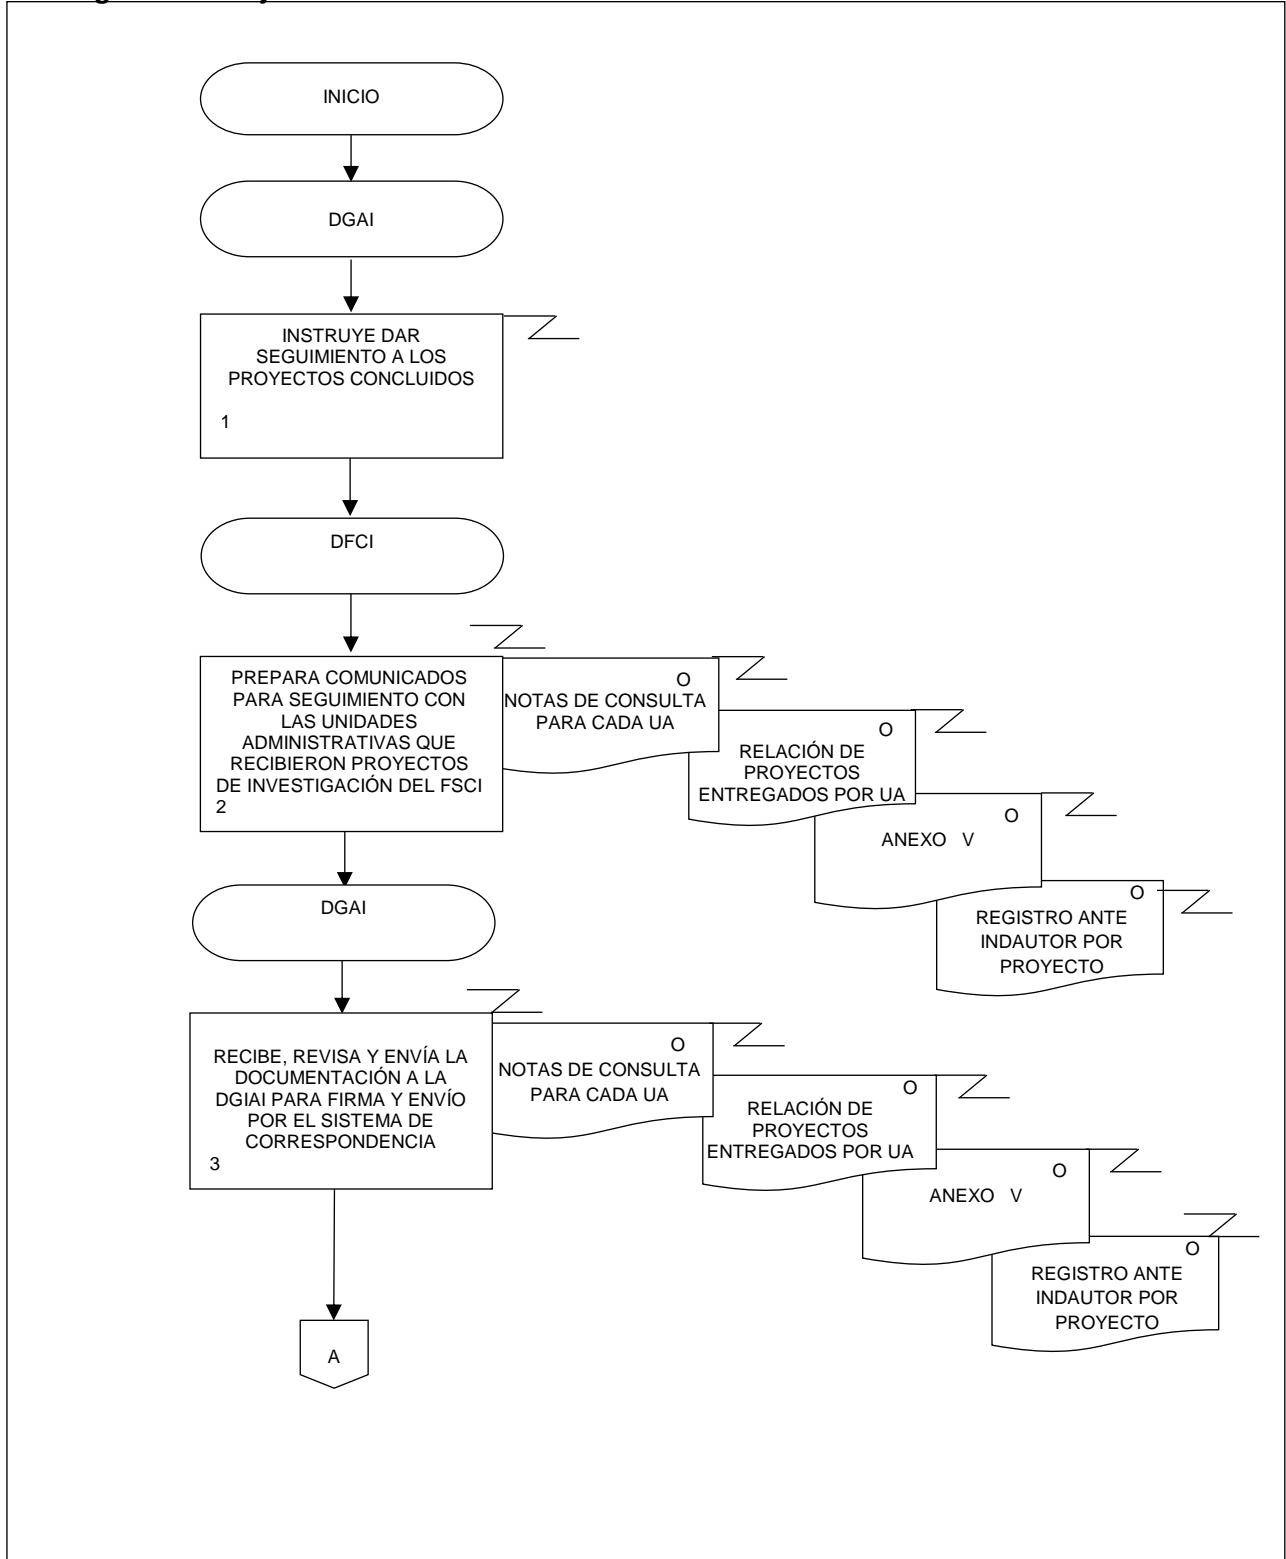 INICIO
DGAI
INSTRUYE DAR
SEGUIMIENTO A LOS
PROYECTOS CONCLUIDOS
1
DFCI
PREPARA COMUNICADOS
PARA SEGUIMIENTO CON
LAS UNIDADES
ADMINISTRATIVAS QUE
RECIBIERON PROYECTOS
DE INVESTIGACIÓN DEL FSCI
2
O
NOTAS DE CONSULTA
PARA CADA UA
O
RELACIÓN DE
PROYECTOS
ENTREGADOS POR UA
O
ANEXO V
O
REGISTRO ANTE
INDAUTOR POR
PROYECTO
DGAI
RECIBE, REVISA Y ENVÍA LA
DOCUMENTACIÓN A LA
DGIAI PARA FIRMA Y ENVÍO
POR EL SISTEMA DE
CORRESPONDENCIA
3
O
NOTAS DE CONSULTA
PARA CADA UA
O
RELACIÓN DE
PROYECTOS
ENTREGADOS POR UA
O
ANEXO V
O
REGISTRO ANTE
INDAUTOR POR
PROYECTO
A